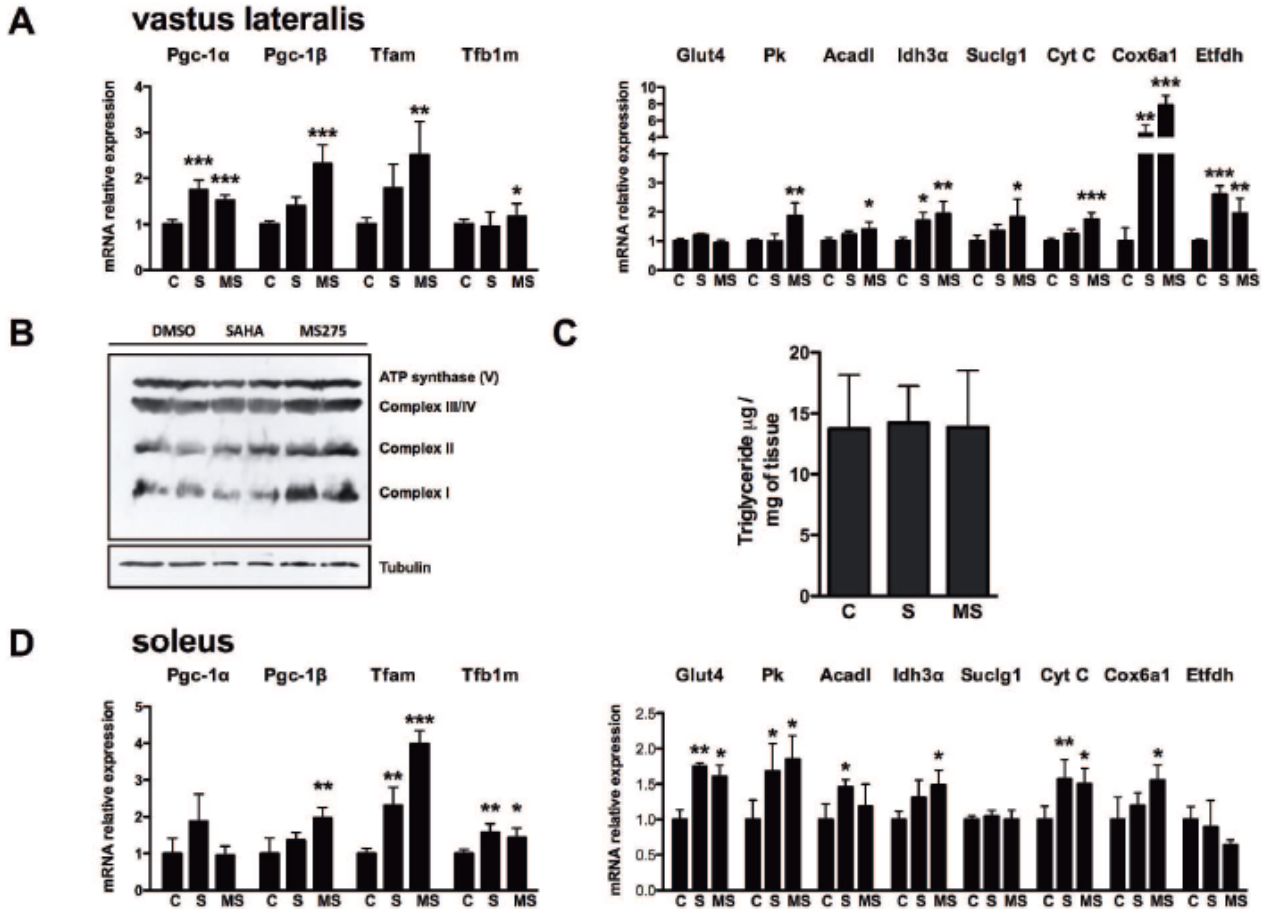 A
vastus lateralis
Pgc-1α Pgc-1β Tfam Tfb1m
*** *** *** ** *
mRNA relative expression
4
3
2
1
0
C S MS C S MS C S MS C S MS
Glut4 Pk Acadl Idh3α Suclg1 Cyt C Cox6a1 Etfdh
** * * ** * *** ** *** *** **
mRNA relative expression
10
8
6
4
4
2
1
0
C S MS C S MS C S MS C S MS C S MS C S MS C S MS C S MS
B
DMSO SAHA MS275
ATP synthase (V)
Complex III/IV
Complex II
Complex I
Tubulin
C
Triglyceride µg/
mg of tissue
20
15
10
5
0
C S MS
D
soleus
Pgc-1α Pgc-1β Tfam Tfb1m
** ** *** ** *
mRNA relative expression
5
4
3
2
1
0
C S MS C S MS C S MS C S MS
Glut4 Pk Acadl Idh3α Suclg1 Cyt C Cox6a1 Etfdh
** * * * * * ** * *
mRNA relative expression
2.5
2.0
1.5
1.0
0.5
0.0
C S MS C S MS C S MS C S MS C S MS C S MS C S MS C S MS